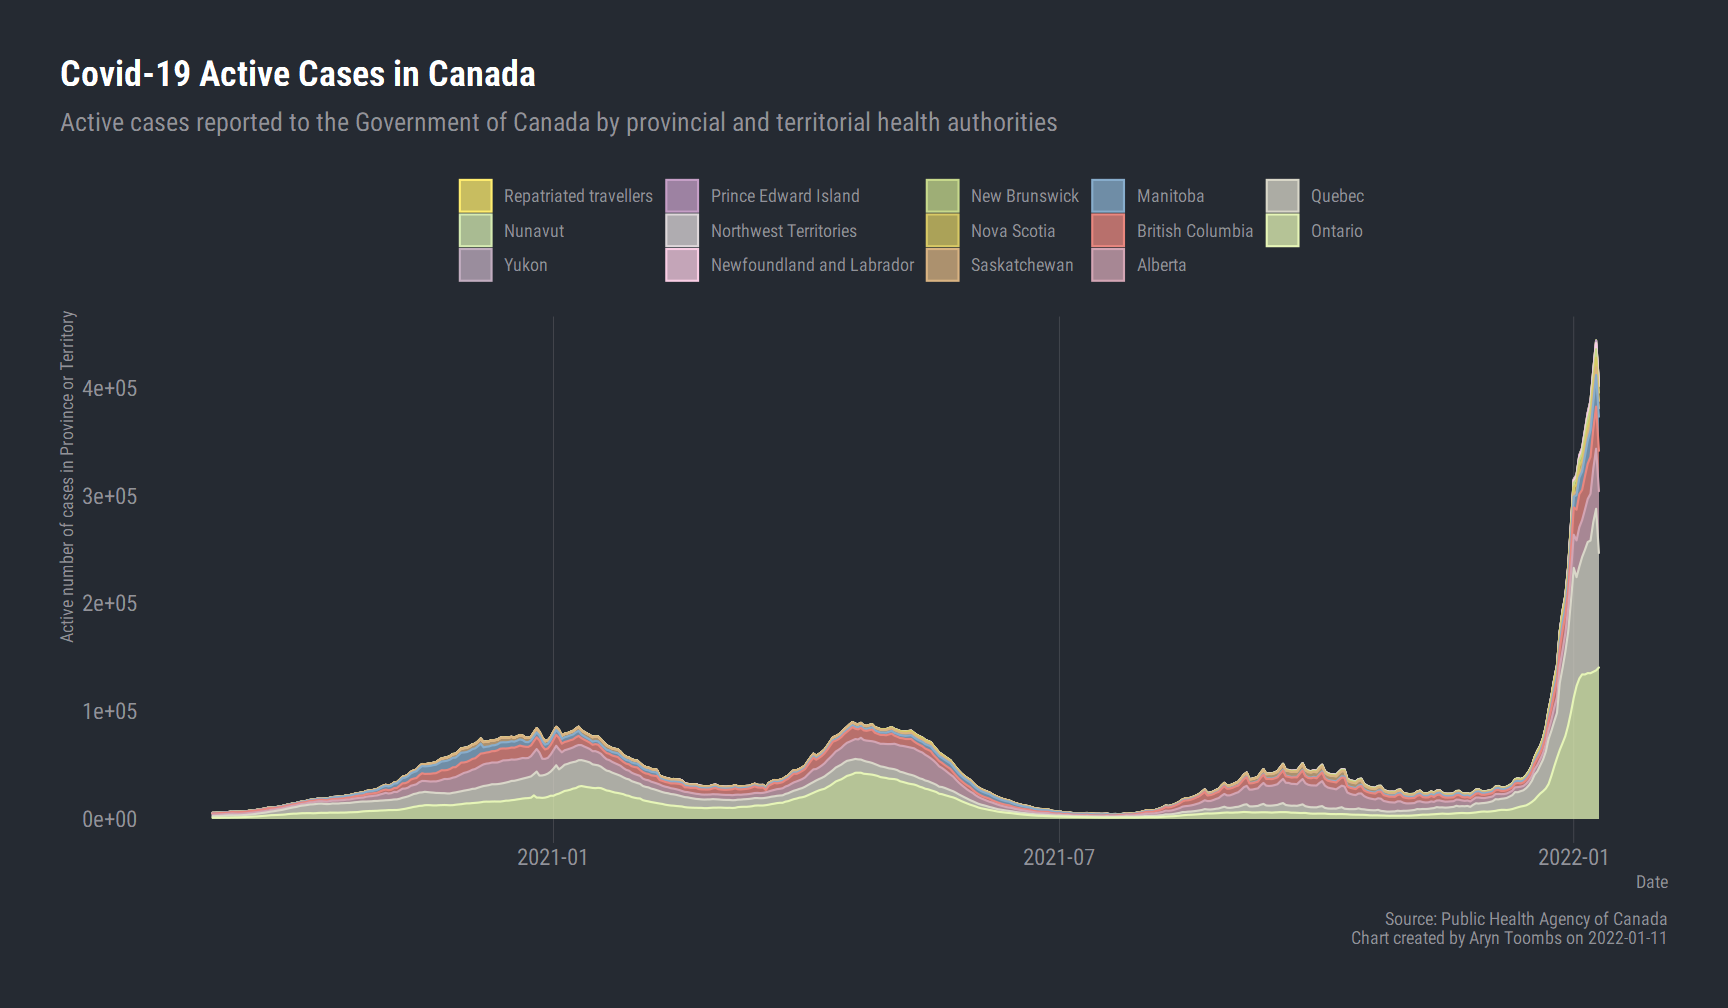 Covid-19 Active Cases in Canada
Active cases reported to the Government of Canada by provincial and territorial health authorities
Repatriated travellers Prince Edward Island New Brunswick Manitoba Quebec
Nunavut Northwest Territories Nova Scotia British Columbia Ontario
Yukon Newfoundland and Labrador Saskatchewan Alberta
Active number of cases in Province or Territory
4e+05
3e+05
2e+05
1e+05
0e+00
2021-01 2021-07 2022-01
Date
Source: Public Health Agency of Canada
Chart created by Aryn Toombs on 2022-01-11